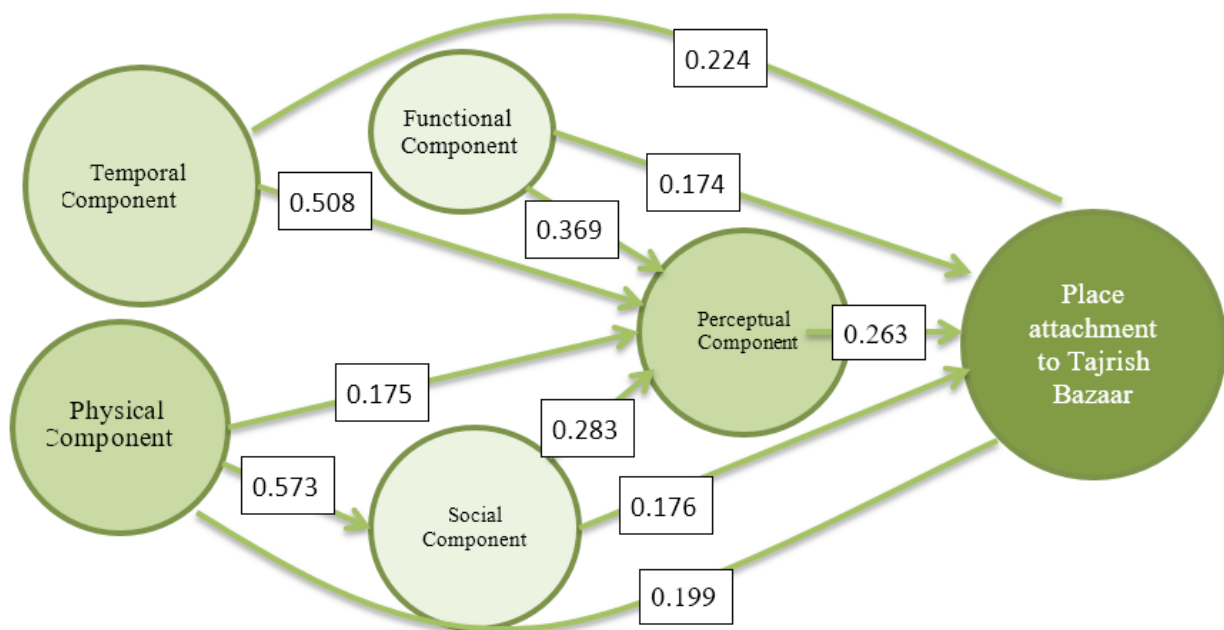 0.224
Functional
Component
Temporal
Component
0.174
0.508
0.369
Place
attachment
to Tajrish
Bazaar
Perceptual
Component
0.263
0.175
Physical
Component
0.283
0.573
Social
Component
0.176
0.199